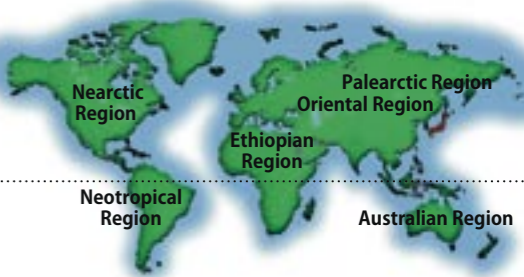 Nearctic
Region
Palearctic Region
Oriental Region
Ethiopian
Region
Neotropical
Region
Australian Region